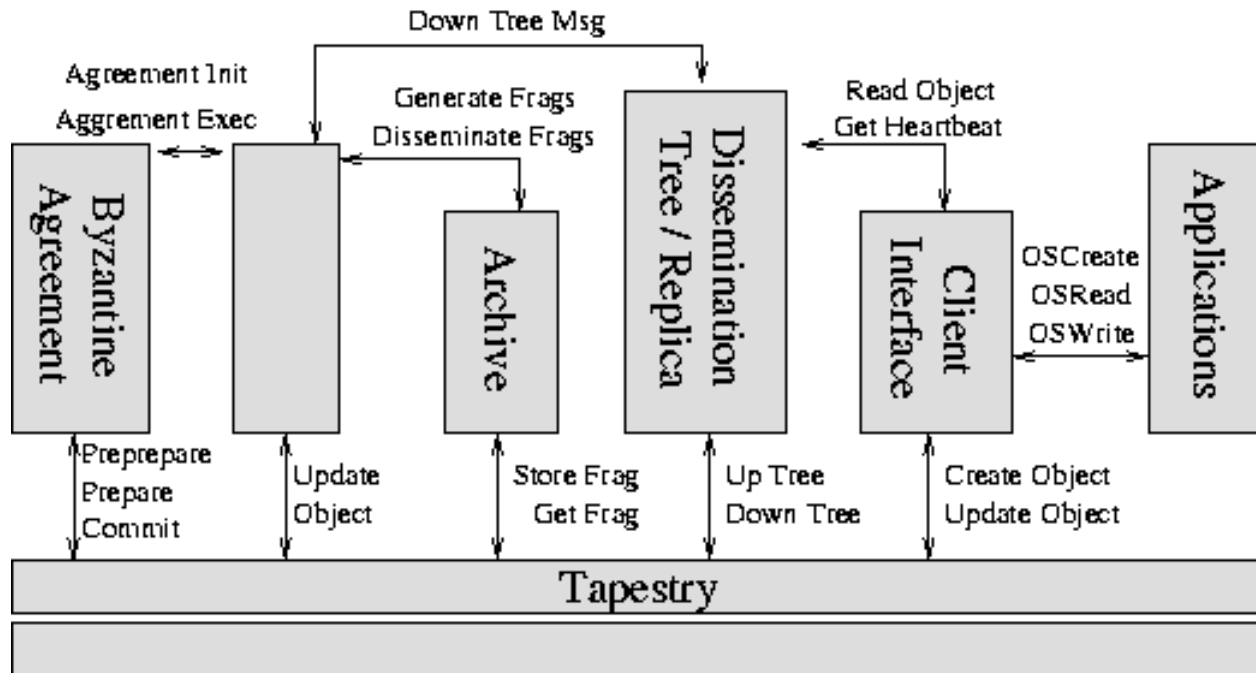 Down Tree Msg
Agreement Init
Aggrement Exec
Generate Frags
Disseminate Frags
Read Object
Get Heartbeat
Byzantine
Agreement
Archive
Dissemination
Tree / Replica
Client
Interface
OSCreate
OSRead
OSWrite
Applications
Preprepare
Prepare
Commit
Update
Object
Store Frag
Get Frag
Up Tree
Down Tree
Create Object
Update Object
Tapestry